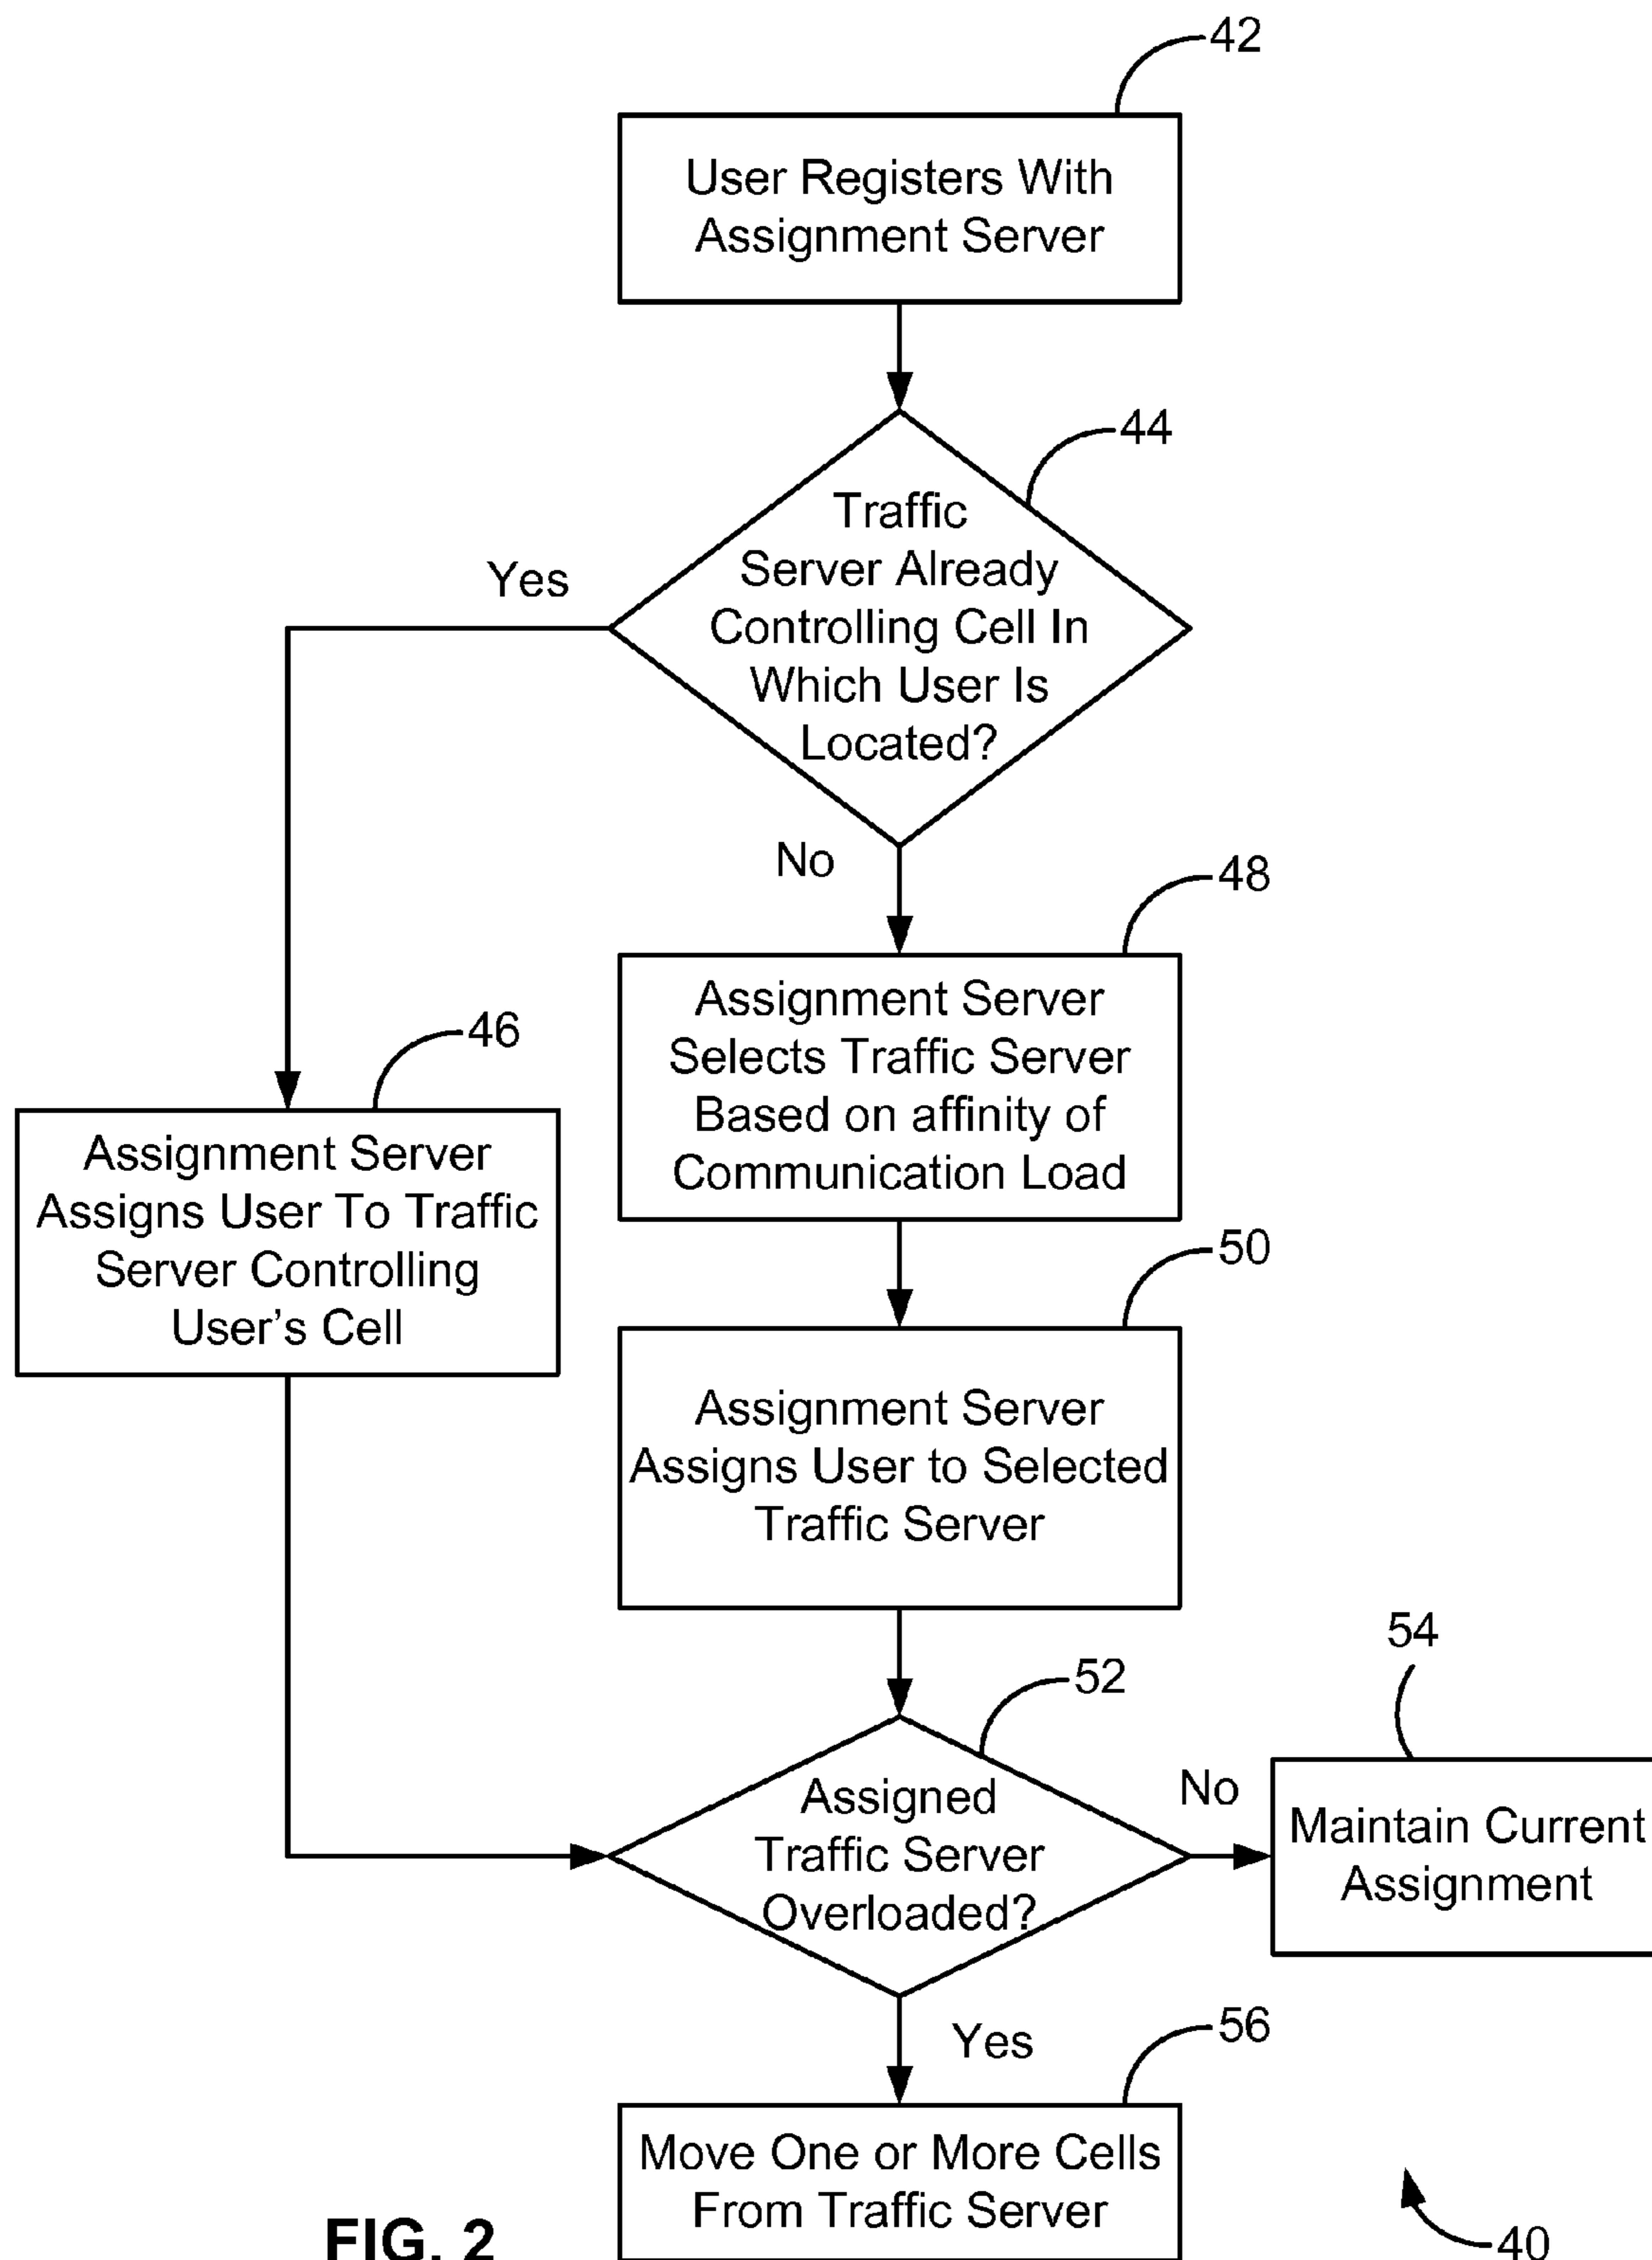 42
User Registers With
Assignment Server
44
Traffic
Server Already
Controlling Cell In
Which User Is
Located?
Yes
No
48
Assignment Server
Selects Traffic Server
Based on affinity of
Communication Load
46
Assignment Server
Assigns User To Traffic
Server Controlling
User's Cell
50
Assignment Server
Assigns User to Selected
Traffic Server
52
Assigned
Traffic Server
Overloaded?
No
54
Maintain Current
Assignment
Yes
56
Move One or More Cells
From Traffic Server
FIG. 2
40